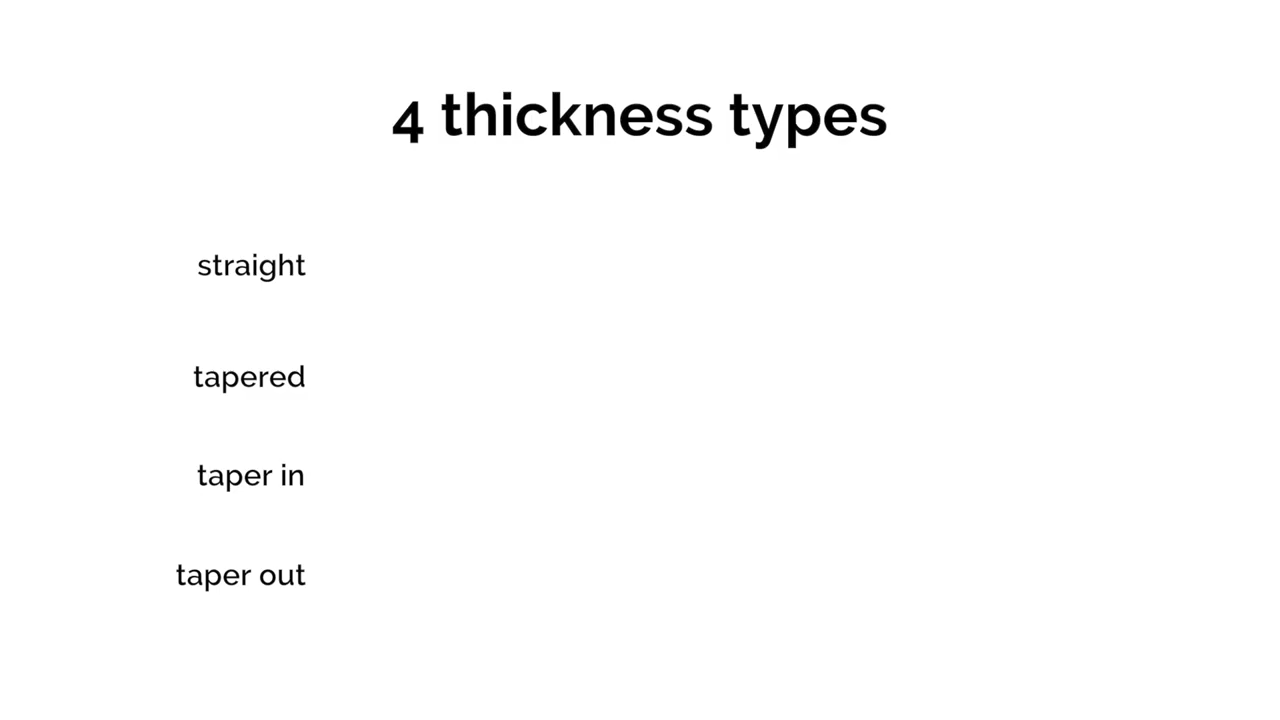 4 thickness types
straight
tapered
taper in
taper out